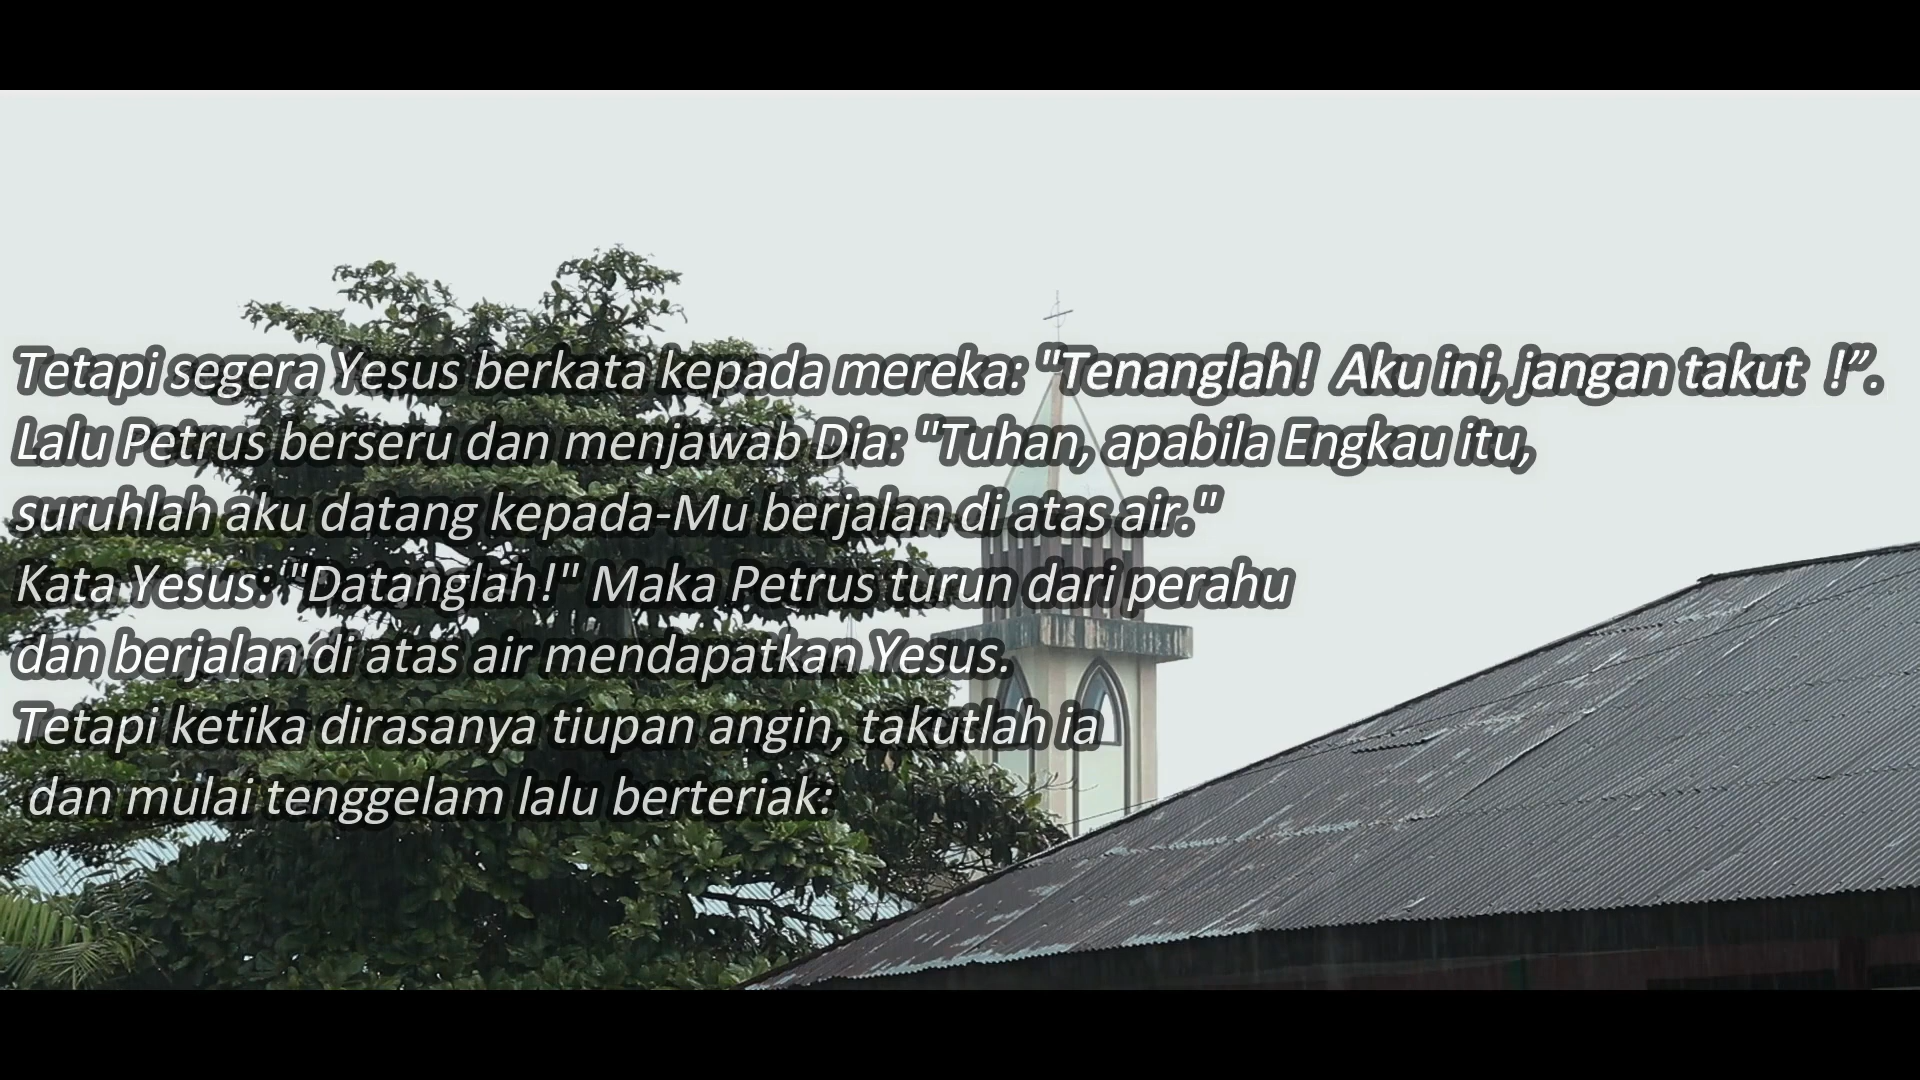 Tetapi segera Yesus berkata kepada mereka: "Tenanglah! Aku ini, jangan takut !”.
Lalu Petrus berseru dan menjawab Dia: "Tuhan, apabila Engkau itu,
suruhlah aku datang kepada-Mu berjalan di atas air."
Kata Yesus: "Datanglah!" Maka Petrus turun dari perahu
dan berjalan di atas air mendapatkan Yesus.
Tetapi ketika dirasanya tiupan angin, takutlah ia
dan mulai tenggelam lalu berteriak: